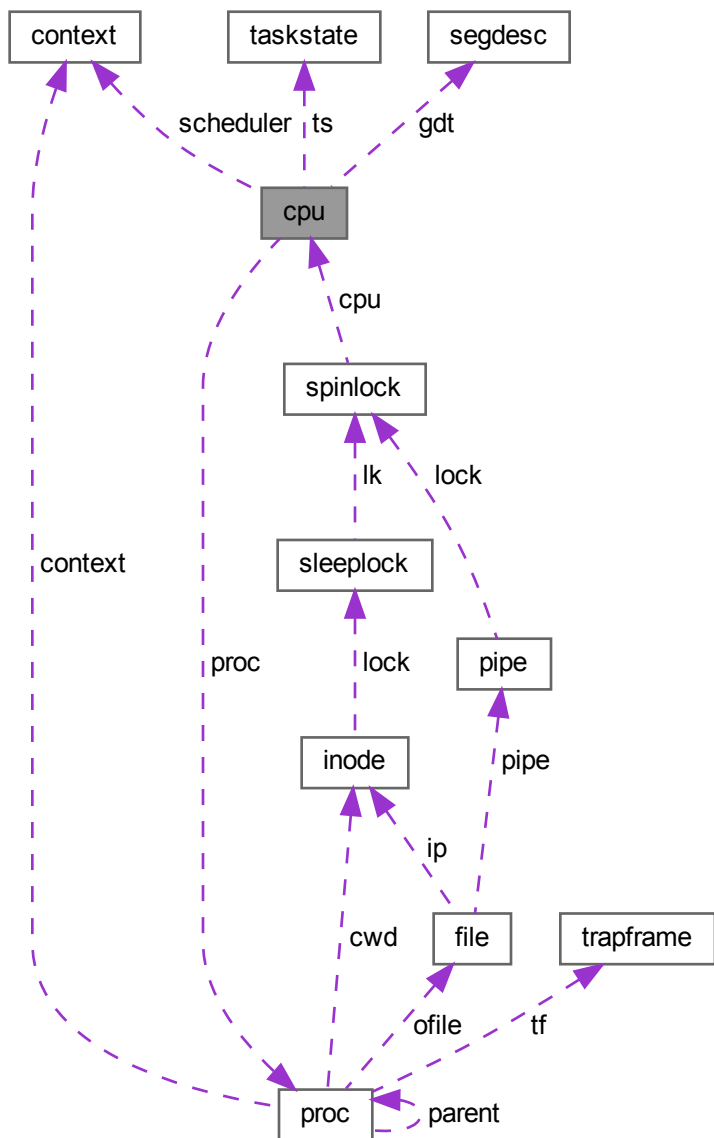 context
taskstate
segdesc
scheduler
ts
gdt
cpu
cpu
spinlock
lk
lock
sleeplock
context
proc
lock
pipe
inode
pipe
ip
cwd
file
trapframe
ofile
tf
proc
parent